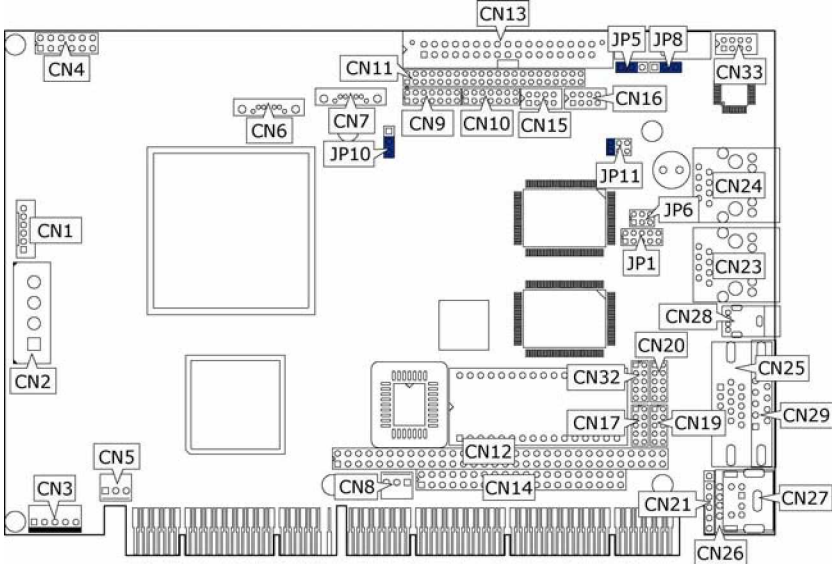 CN13
JP5 JP8
CN4 CN11 CN33
CN16
CN6 CN7 CN9 CN10 CN15
JP10 JP11
CN24
JP6
CN1
JP1 CN23
CN28
CN20
CN2 CN32 CN25
CN17 CN19 CN29
CN12
CN5
CN3 CN8 CN14 CN21 CN27
CN26